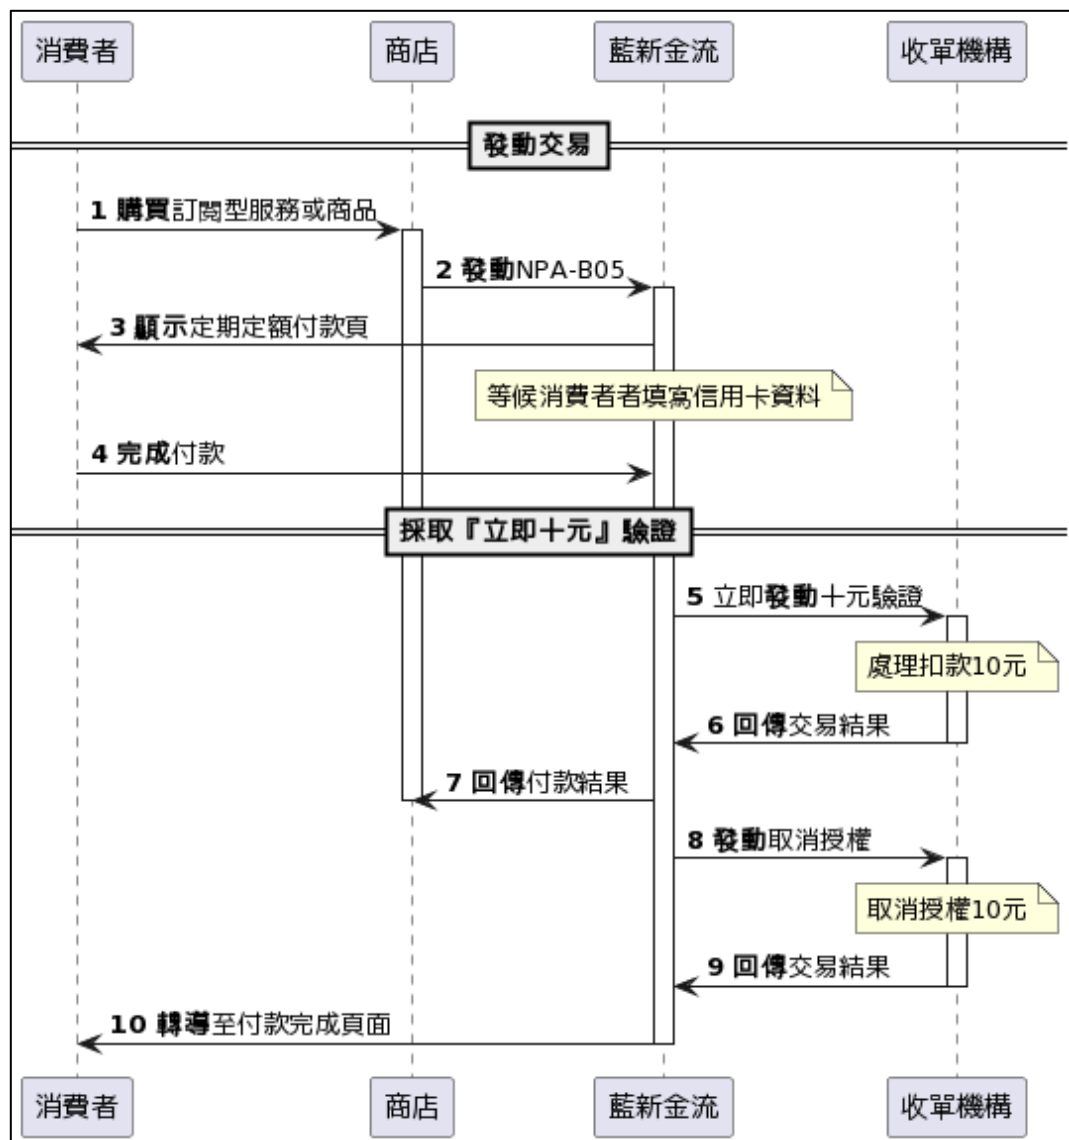 消費者 商店 藍新金流 收單機構
發動交易
1 購買訂閱型服務或商品
2 發動NPA-B05
3 顯示定期定額付款頁
等候消費者者填寫信用卡資料
4 完成付款
採取『立即十元』驗證
5 立即發動十元驗證
處理扣款10元
6 回傳交易結果
7 回傳付款結果
8 發動取消授權
取消授權10元
9 回傳交易結果
10 轉導至付款完成頁面
消費者 商店 藍新金流 收單機構